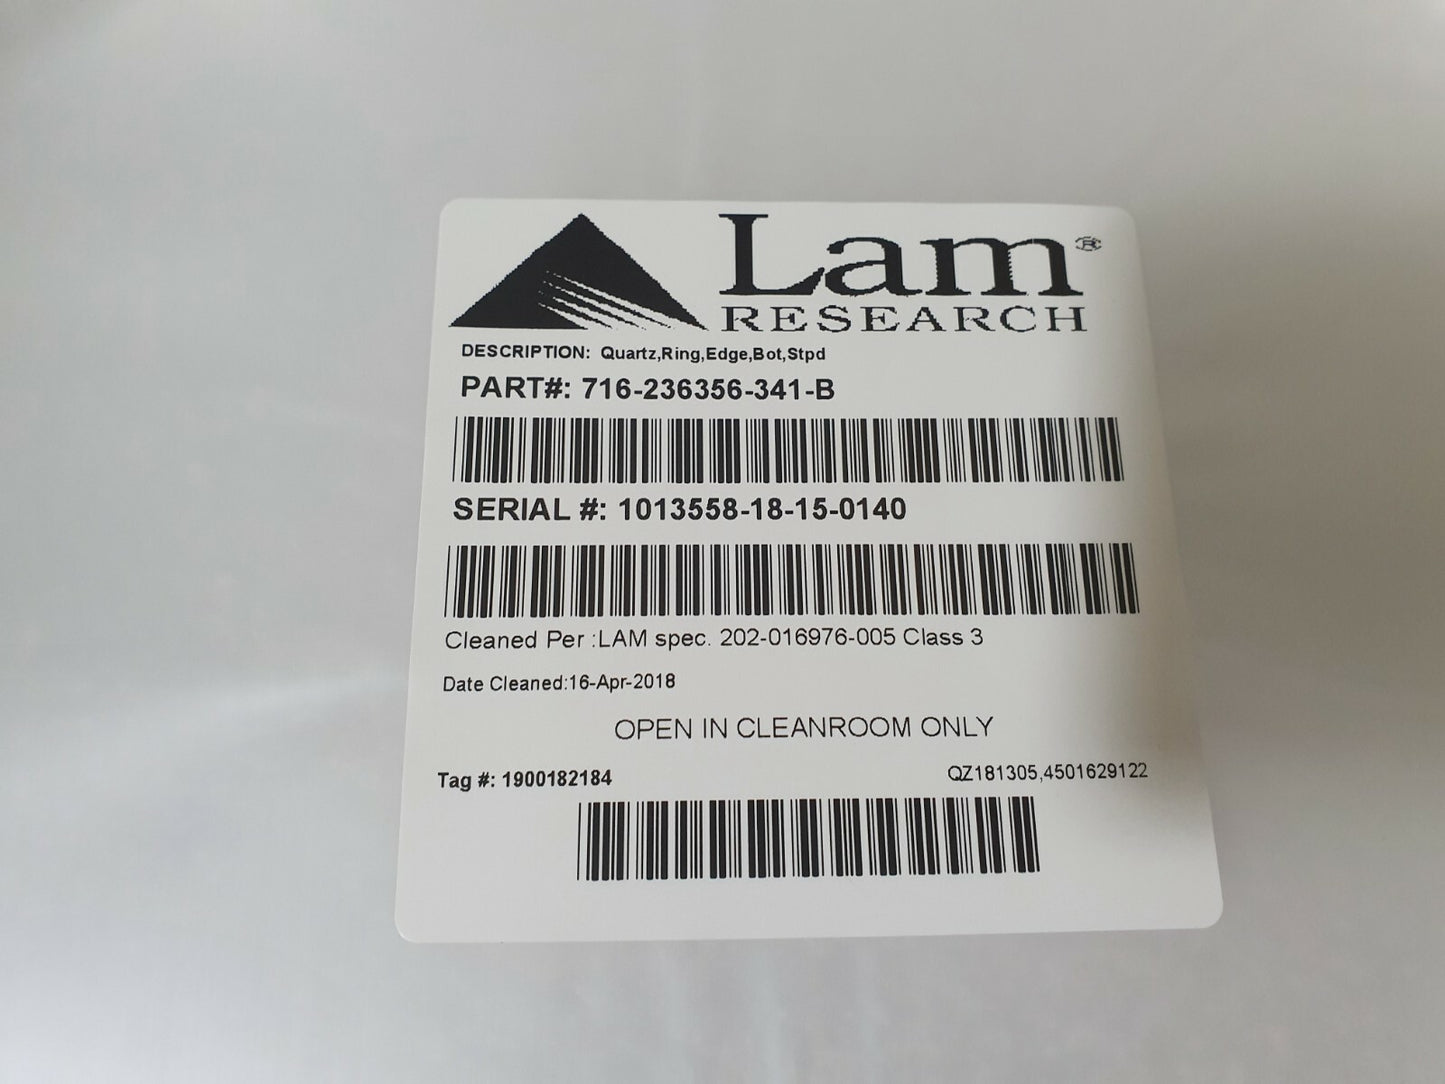 Lam®
RESEARCH
DESCRIPTION: Quartz,Ring,Edge,Bot,Stpd
PART#: 716-236356-341-B
SERIAL #: 1013558-18-15-0140
Cleaned Per :LAM spec. 202-016976-005 Class 3
Date Cleaned:16-Apr-2018
OPEN IN CLEANROOM ONLY
Tag #: 1900182184
QZ181305,4501629122